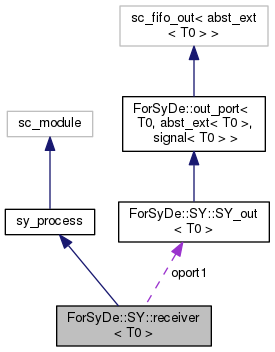 sc_fifo_out< abst_ext
< T0 > >
sc_module
ForSyDe::out_port<
T0, abst_ext< T0 >,
signal< T0 > >
sy_process
ForSyDe::SY::SY_out
< T0 >
oport1
ForSyDe::SY::receiver
< T0 >